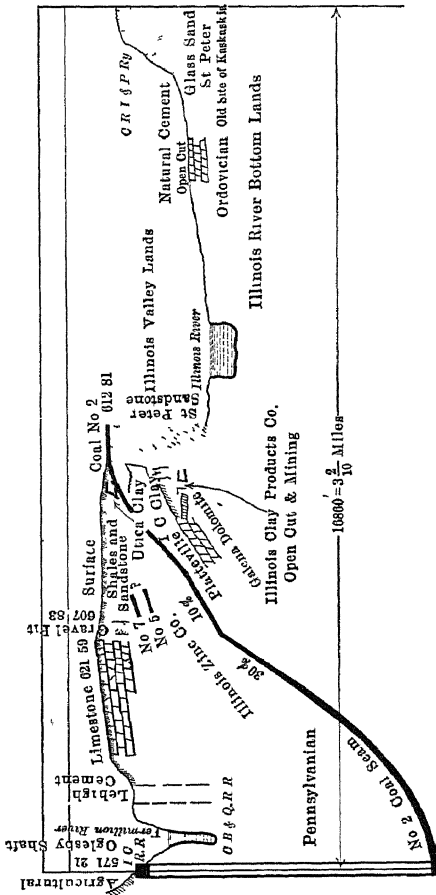 Agricultural
571 21
Oglesby Shaft
I C
R.R
Fermilion River
Lehigh
Cement
C B & Q. R R
Limestone 621 59
Gravel Pit
607 83
Surface
Shales and
Sandstone
No 7
No 5
?
Utica Clay
I C Clay
Coal No 2
612 81
St Peter
Sandstone
Illinois Zinc Co.
10%
30%
Platteville
Galena Dolomite
Illinois Clay Products Co.
Open Cut & Mining
Pennsylvanian
No 2 Coal Seam
16860' = 3 2/10 Miles
Illinois Valley Lands
Illinois River
Illinois River Bottom Lands
C R I & P Ry
Natural Cement
Open Cut
Glass Sand
St Peter
Ordovician Old Site of Kaskaskia